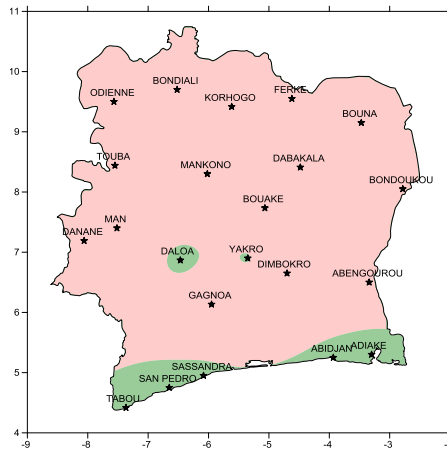 11
10
9
8
7
6
5
4
BONDIALI
ODIENNE
FERKE
KORHOGO
BOUNA
TOUBA
DABAKALA
MANKONO
BONDOUKOU
BOUAKE
MAN
DANANE
DALOA
YAKRO
DIMBOKRO
ABENGOUROU
GAGNOA
ABIDJAN
ADIAKE
SASSANDRA
SAN PEDRO
TABOU
-9 -8 -7 -6 -5 -4 -3